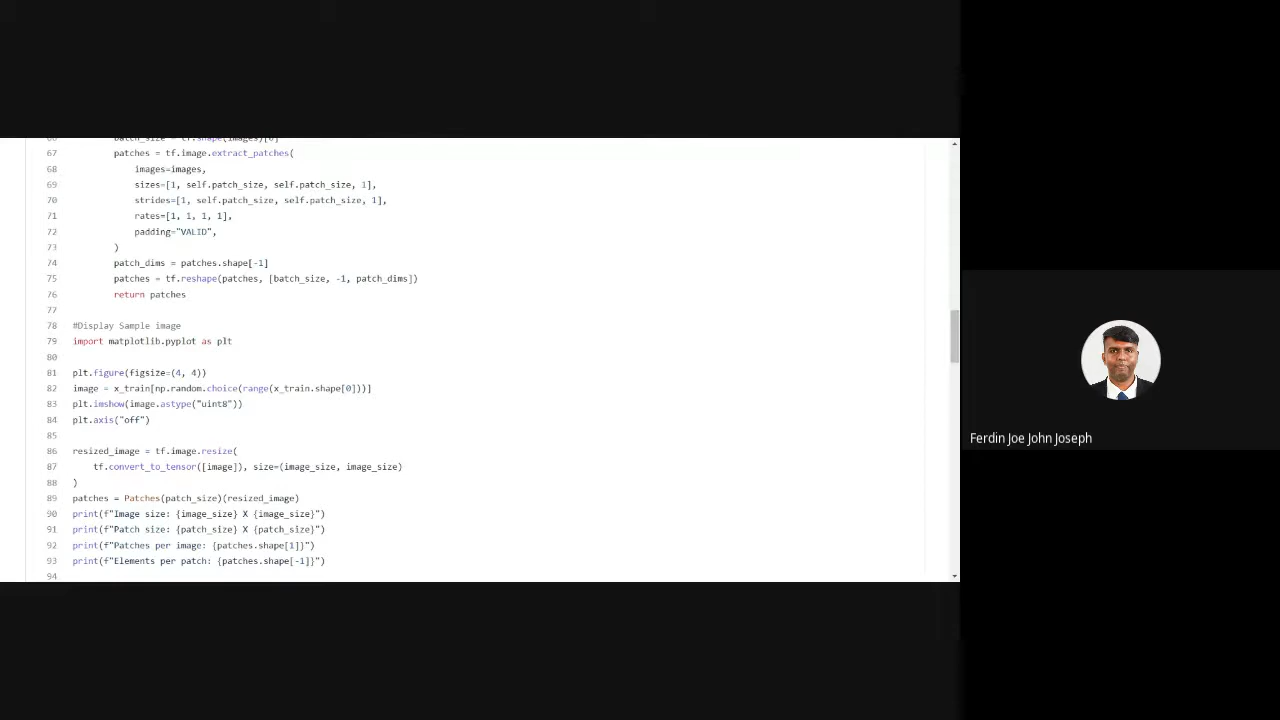 66 batch_size = tf.shape(images)[0]
67 patches = tf.image.extract_patches(
68 images=images,
69 sizes=[1, self.patch_size, self.patch_size, 1],
70 strides=[1, self.patch_size, self.patch_size, 1],
71 rates=[1, 1, 1, 1],
72 padding="VALID",
73 )
74 patch_dims = patches.shape[-1]
75 patches = tf.reshape(patches, [batch_size, -1, patch_dims])
76 return patches
77
78 #Display Sample image
79 import matplotlib.pyplot as plt
80
81 plt.figure(figsize=(4, 4))
82 image = x_train[np.random.choice(range(x_train.shape[0]))]
83 plt.imshow(image.astype("uint8"))
84 plt.axis("off")
85
86 resized_image = tf.image.resize(
87 tf.convert_to_tensor([image]), size=(image_size, image_size)
88 )
89 patches = Patches(patch_size)(resized_image)
90 print(f"Image size: {image_size} X {image_size}")
91 print(f"Patch size: {patch_size} X {patch_size}")
92 print(f"Patches per image: {patches.shape[1]}")
93 print(f"Elements per patch: {patches.shape[-1]}")
94
Ferdin Joe John Joseph